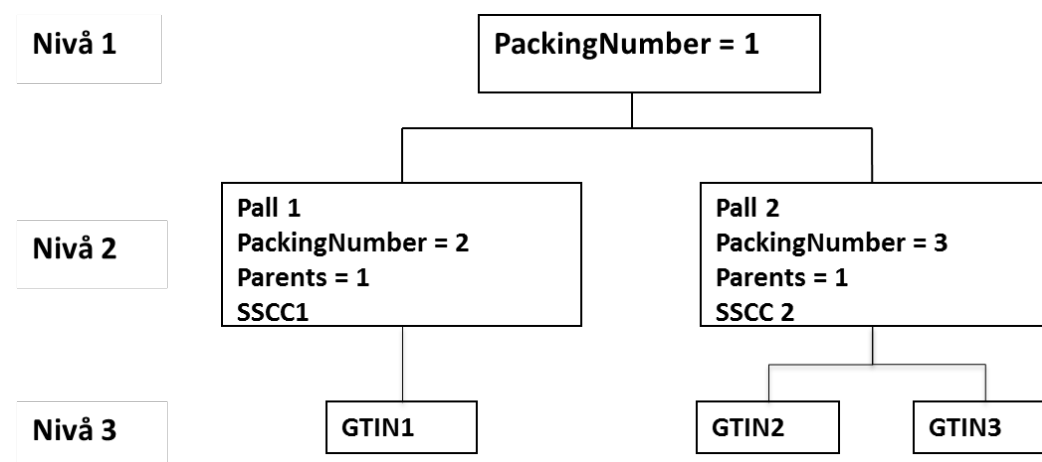 Nivå 1
PackingNumber = 1
Nivå 2
Pall 1
PackingNumber = 2
Parents = 1
SSCC1
Pall 2
PackingNumber = 3
Parents = 1
SSCC 2
Nivå 3
GTIN1
GTIN2
GTIN3